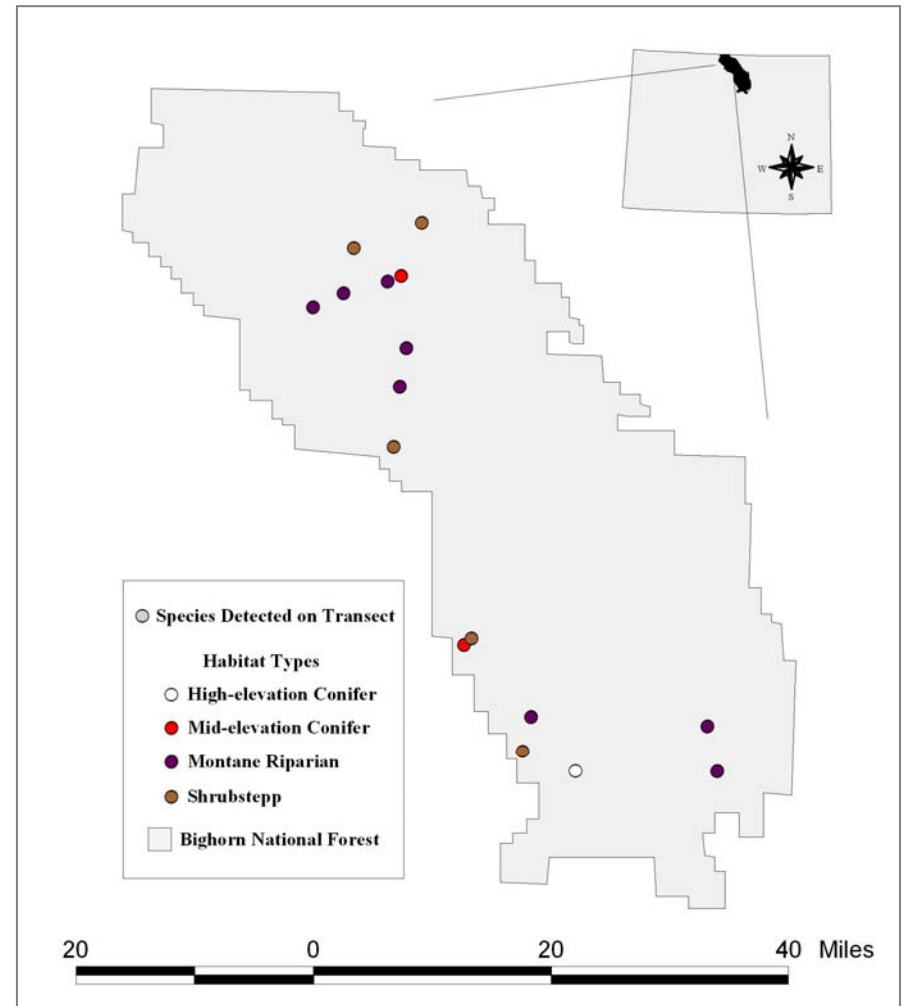 N
W E
S
Species Detected on Transect
Habitat Types
High-elevation Conifer
Mid-elevation Conifer
Montane Riparian
Shrubstepp
Bighorn National Forest
20 0 20 40 Miles